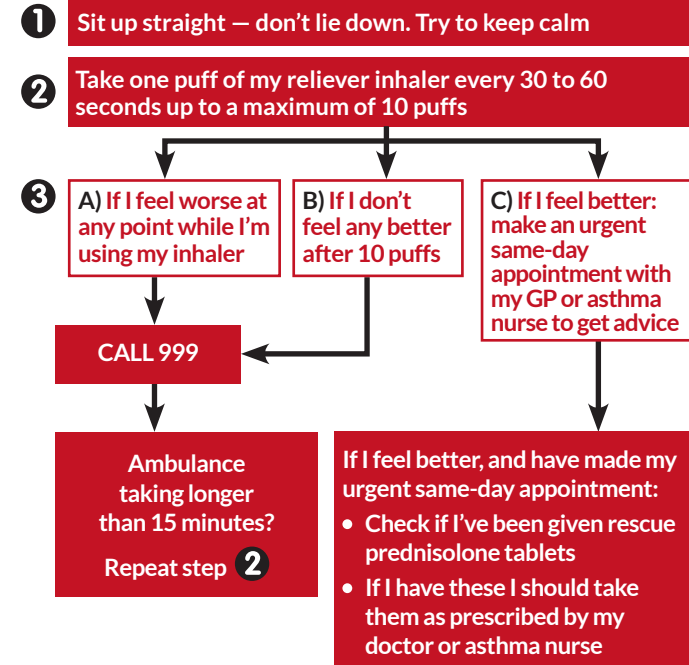 1 Sit up straight — don't lie down. Try to keep calm
2 Take one puff of my reliever inhaler every 30 to 60
seconds up to a maximum of 10 puffs
3
A) If I feel worse at
any point while I'm
using my inhaler
B) If I don't
feel any better
after 10 puffs
C) If I feel better:
make an urgent
same-day
appointment with
my GP or asthma
nurse to get advice
CALL 999
Ambulance
taking longer
than 15 minutes?
Repeat step 2
If I feel better, and have made my
urgent same-day appointment:
• Check if I've been given rescue
prednisolone tablets
• If I have these I should take
them as prescribed by my
doctor or asthma nurse